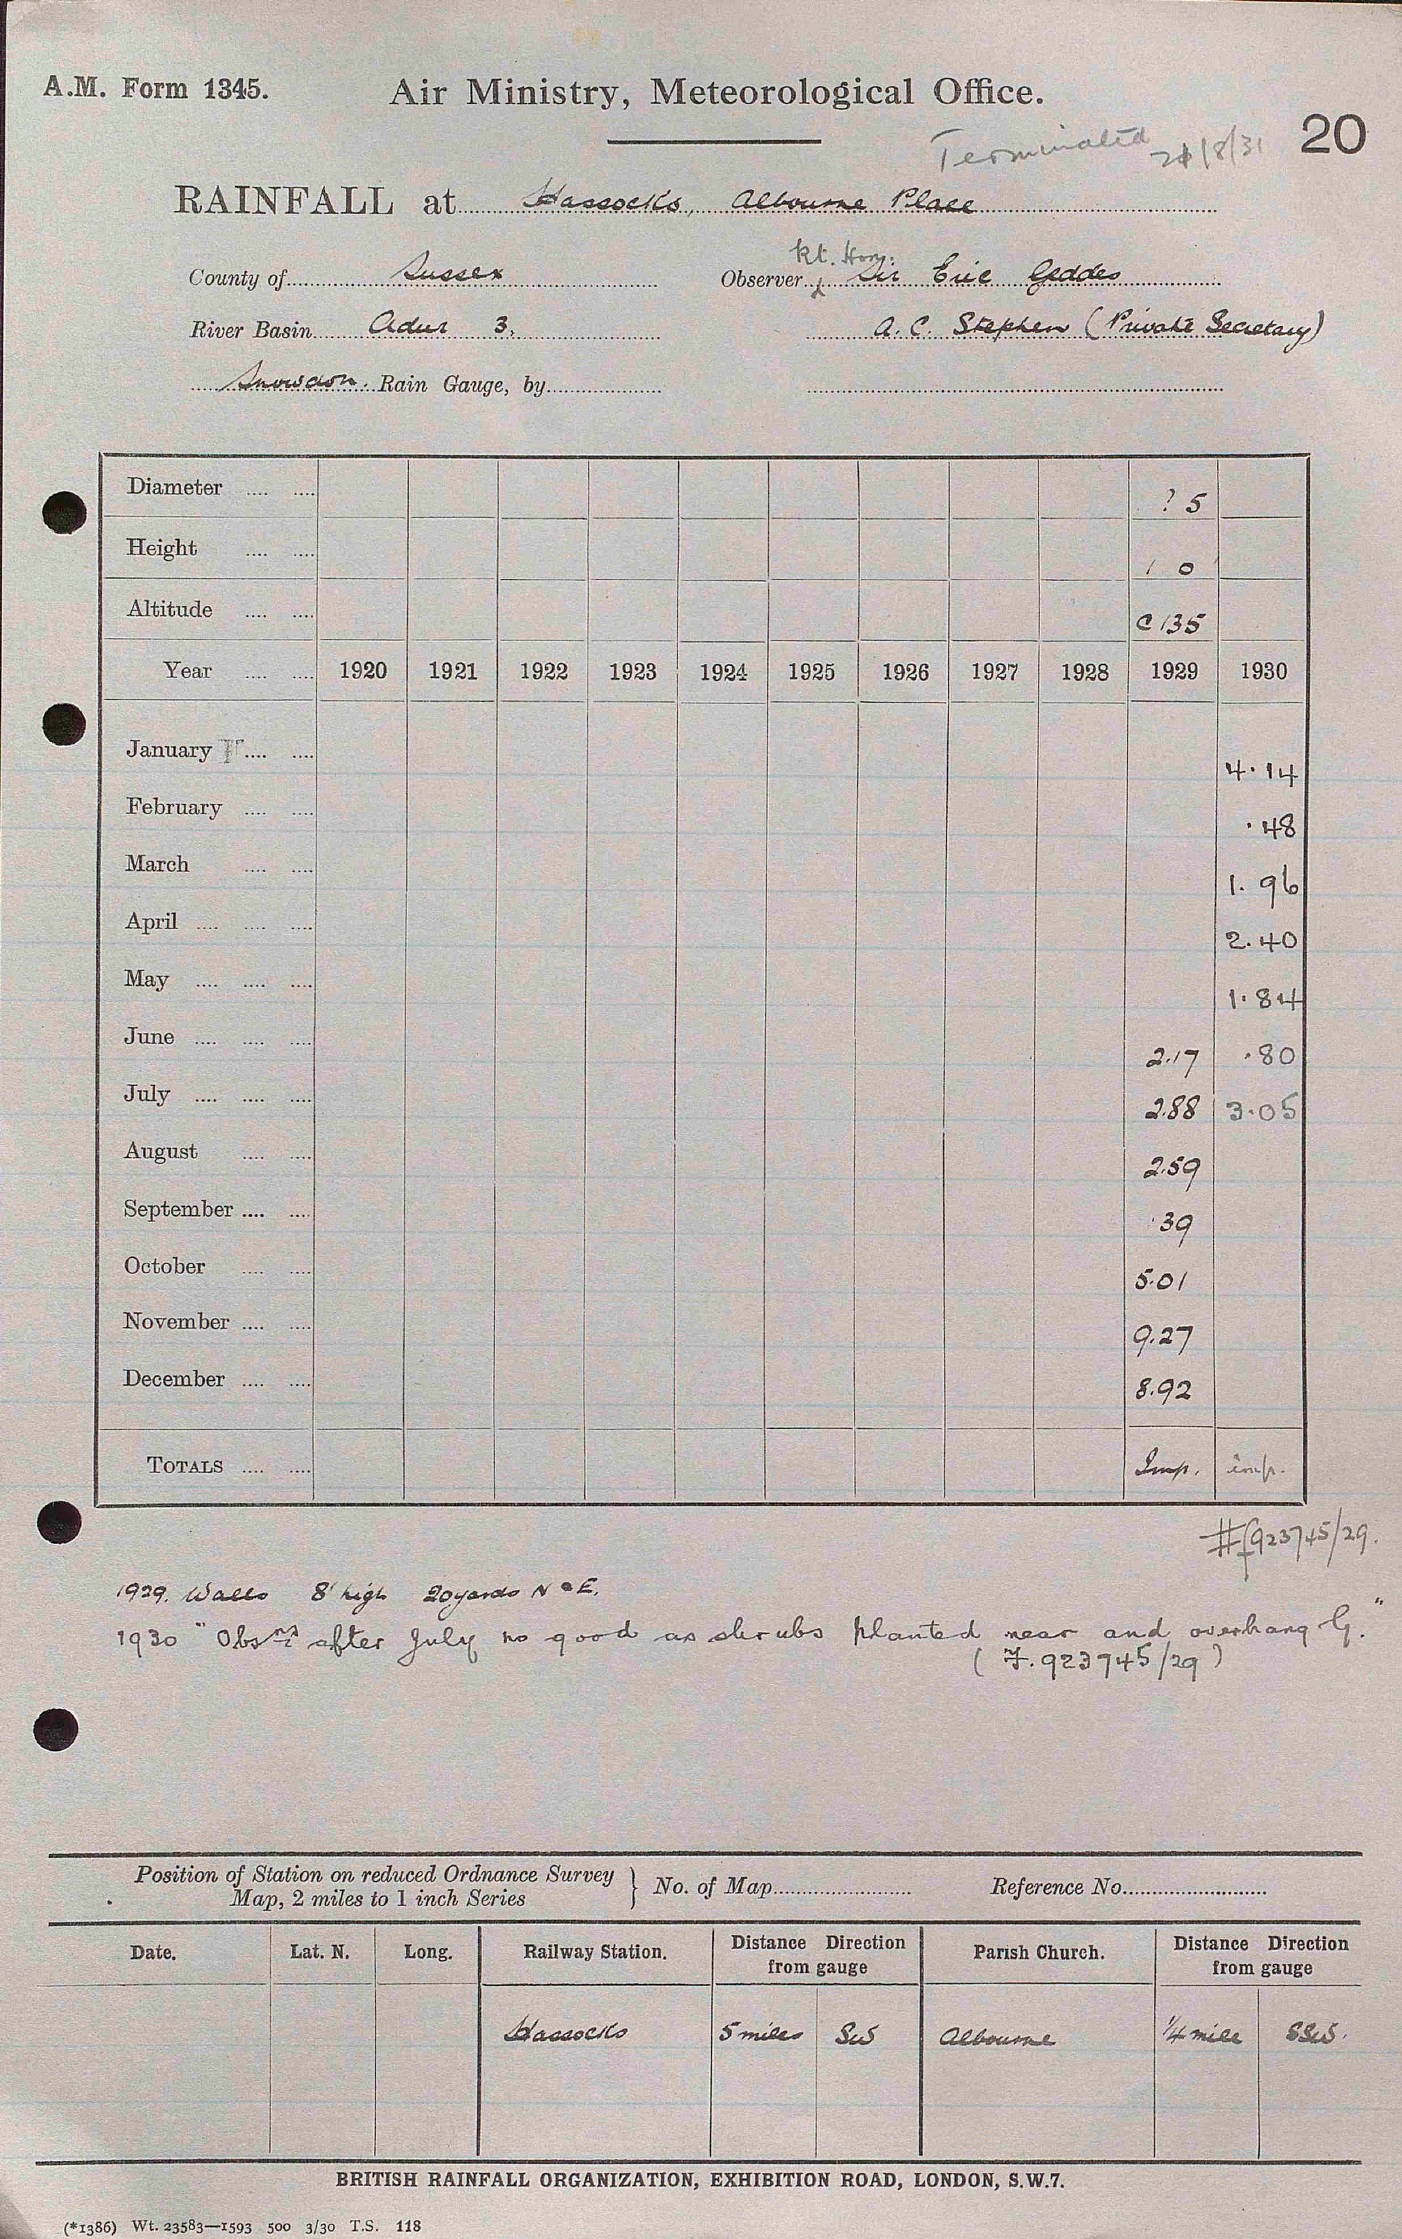 A.M. Form 1345.
Air Ministry, Meteorological Office.
20
Terminated 21/8/31
RAINFALL at Hassocks, Albourne Place
Rt. Hon:
County of Sussex Observer Sir Eric Geddes
River Basin Adur 3. A. C. Stephen (Private Secretary)
Snowdon. Rain Gauge, by
Diameter .... .... ? 5
Height .... .... 1 0
Altitude .... .... C 135
Year .... .... 1920 1921 1922 1923 1924 1925 1926 1927 1928 1929 1930
January .... .... 4.14
February .... .... .48
March .... .... 1.96
April .... .... .... 2.40
May .... .... .... 1.84
June .... .... .... 2.17 .80
July .... .... .... 2.88 3.05
August .... .... 2.59
September .... .... .39
October .... .... 5.01
November .... .... 9.27
December .... .... 8.92
TOTALS .... .... Imp. imp.
#f923745/29.
1929. Walls 8' high 20 yards N & E.
1930 "Obsns after July no good as shrubs planted near and overhang G."
(F.923745/29)
Position of Station on reduced Ordnance Survey
Map, 2 miles to 1 inch Series } No. of Map Reference No.
Date. Lat. N. Long. Railway Station. Distance Direction from gauge Parish Church. Distance Direction from gauge
Hassocks 5 miles SW Albourne 1/4 mile SSW.
BRITISH RAINFALL ORGANIZATION, EXHIBITION ROAD, LONDON, S.W.7.
(*1386) Wt. 23583—1593 500 3/30 T.S. 118